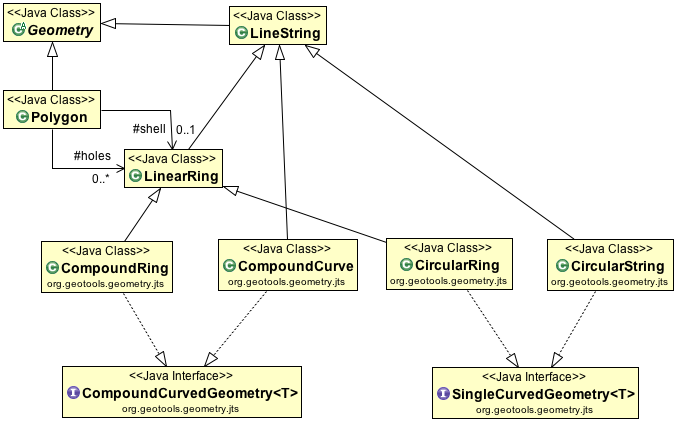 <<Java Class>>
Geometry
<<Java Class>>
LineString
<<Java Class>>
Polygon
#shell
0..1
#holes
0..*
<<Java Class>>
LinearRing
<<Java Class>>
CompoundRing
org.geotools.geometry.jts
<<Java Class>>
CompoundCurve
org.geotools.geometry.jts
<<Java Class>>
CircularRing
org.geotools.geometry.jts
<<Java Class>>
CircularString
org.geotools.geometry.jts
<<Java Interface>>
CompoundCurvedGeometry<T>
org.geotools.geometry.jts
<<Java Interface>>
SingleCurvedGeometry<T>
org.geotools.geometry.jts